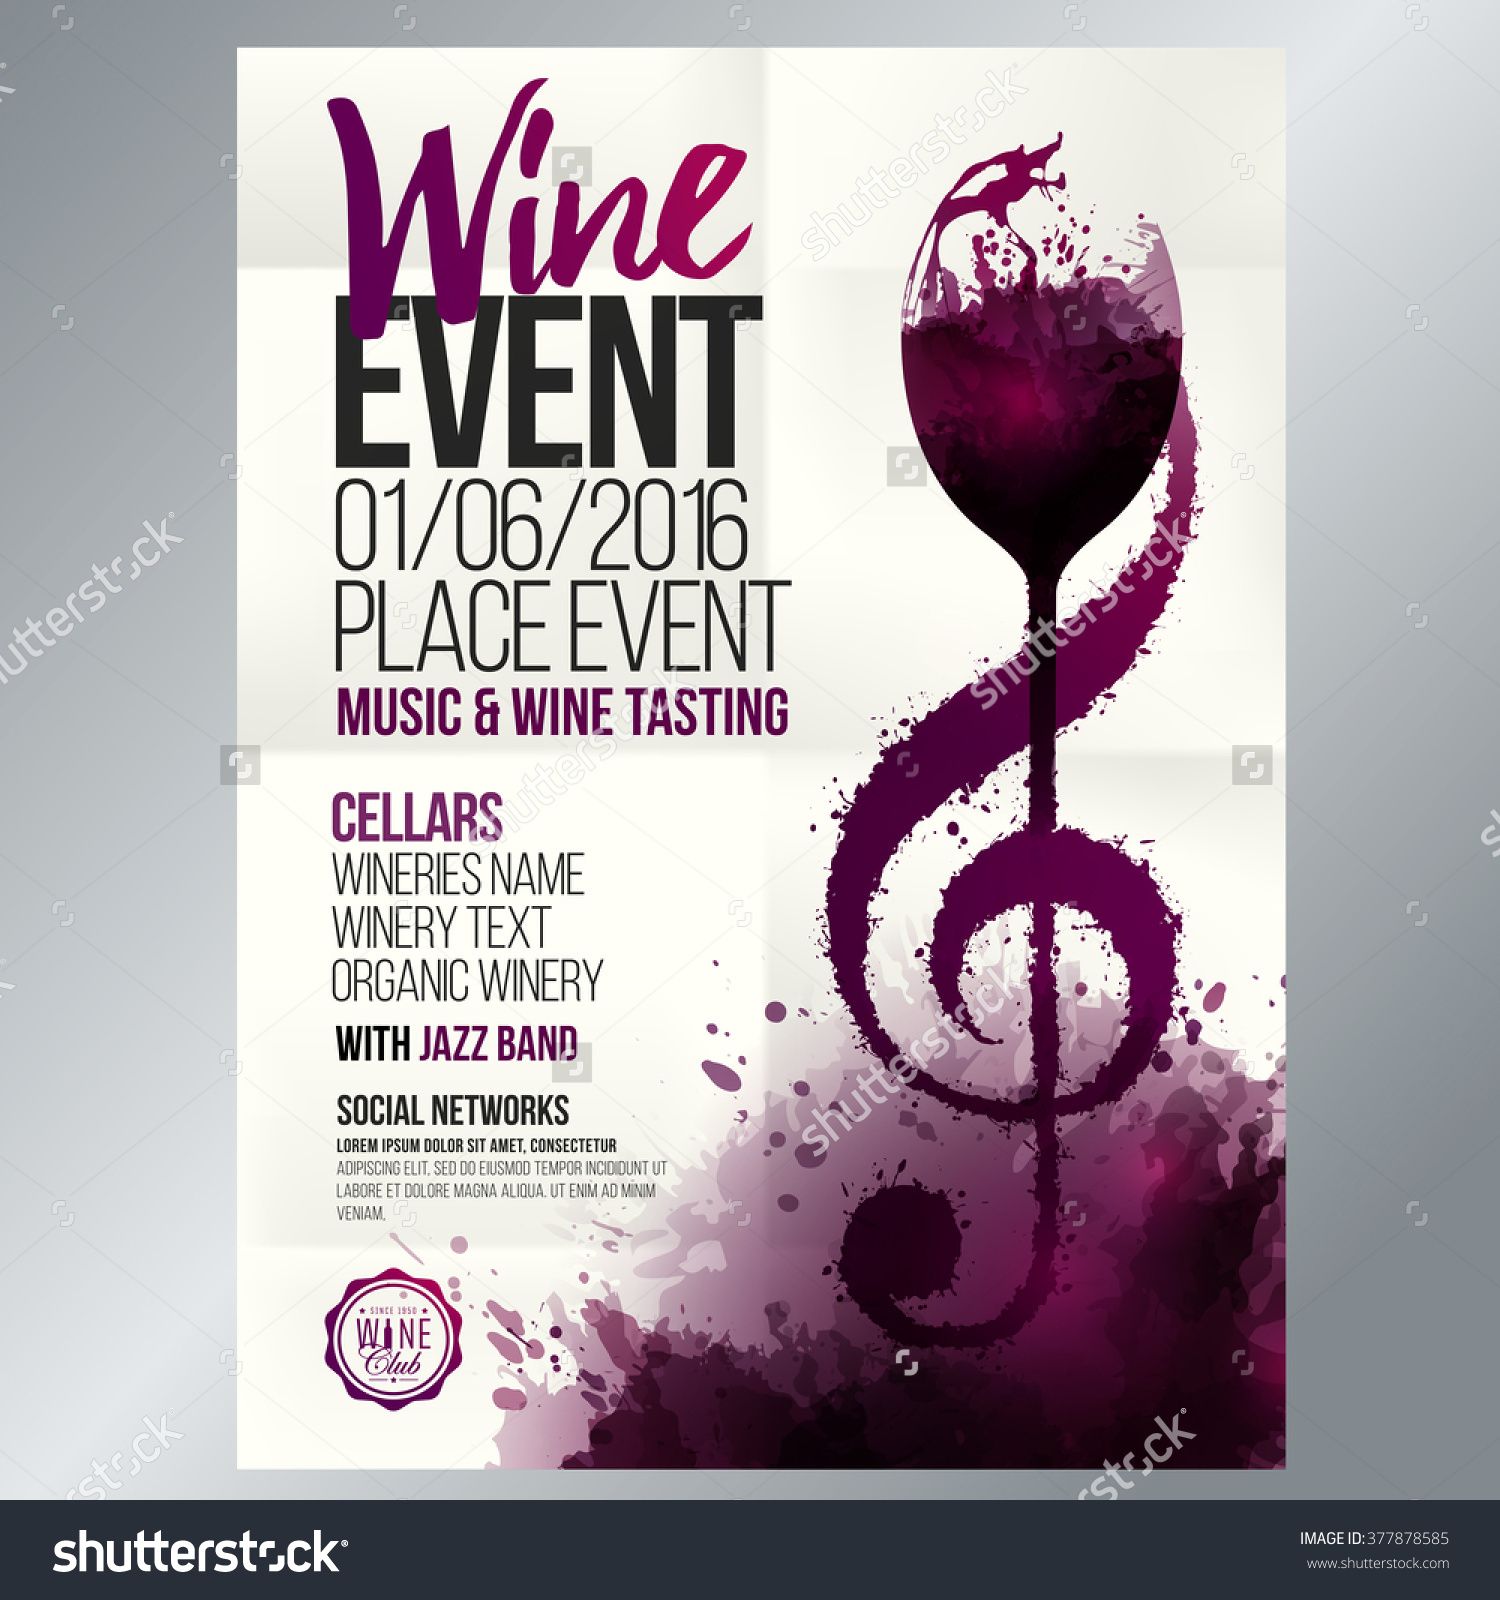 Wine
EVENT
01/06/2016
PLACE EVENT
MUSIC & WINE TASTING
CELLARS
WINERIES NAME
WINERY TEXT
ORGANIC WINERY
WITH JAZZ BAND
SOCIAL NETWORKS
LOREM IPSUM DOLOR SIT AMET, CONSECTETUR
ADIPISCING ELIT, SED DO EIUSMOD TEMPOR INCIDIDUNT UT
LABORE ET DOLORE MAGNA ALIQUA. UT ENIM AD MINIM
VENIAM,
SINCE 1950
WINE
Club
shutterstock
IMAGE ID: 377878585
www.shutterstock.com